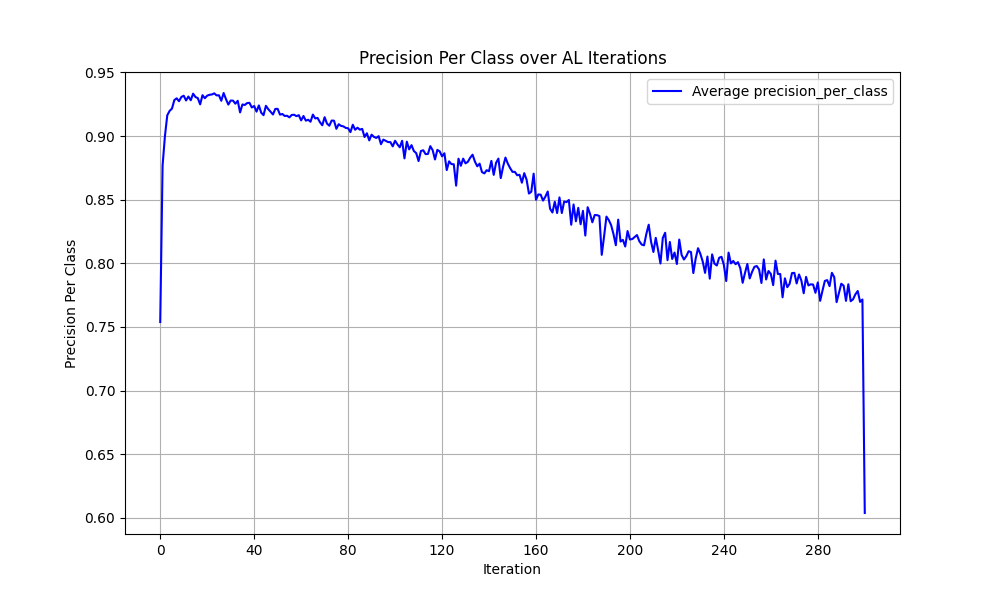 Precision Per Class over AL Iterations
Average precision_per_class
Precision Per Class
0.95
0.90
0.85
0.80
0.75
0.70
0.65
0.60
0 40 80 120 160 200 240 280
Iteration